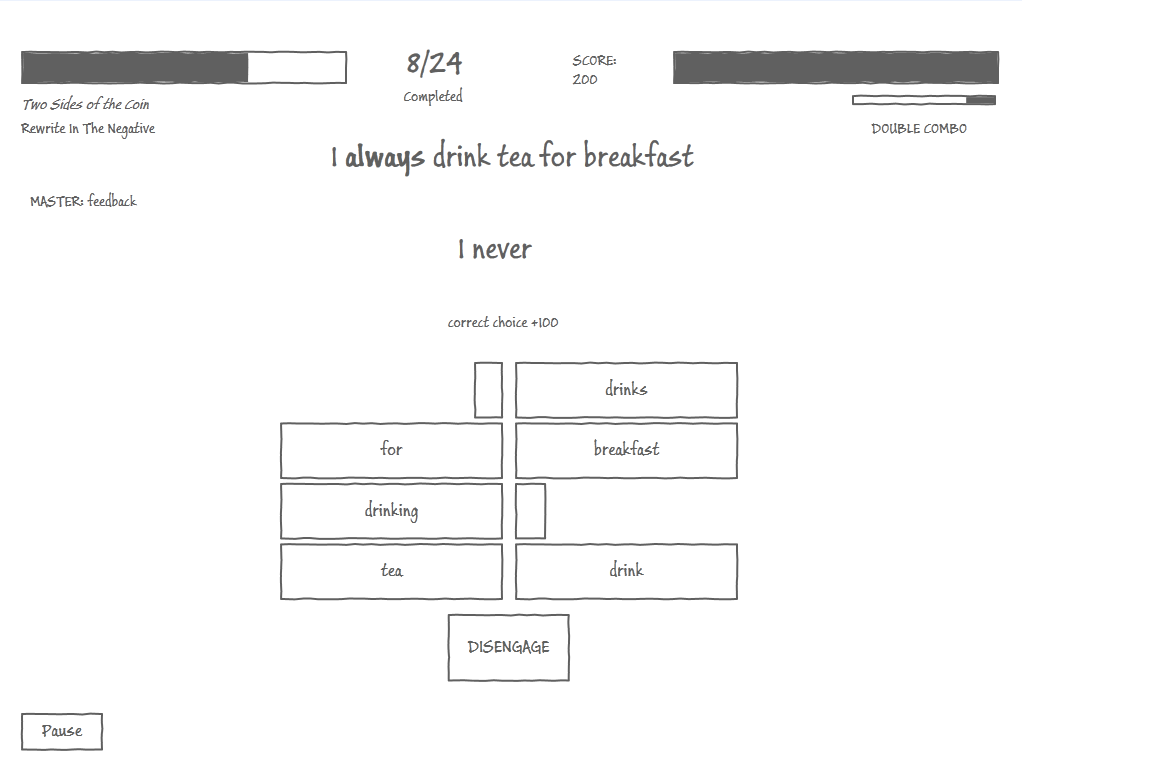 8/24
Completed
SCORE:
200
Two Sides of the Coin
Rewrite In The Negative
DOUBLE COMBO
I always drink tea for breakfast
MASTER: feedback
I never
correct choice +100
drinks
for
breakfast
drinking
tea
drink
DISENGAGE
Pause